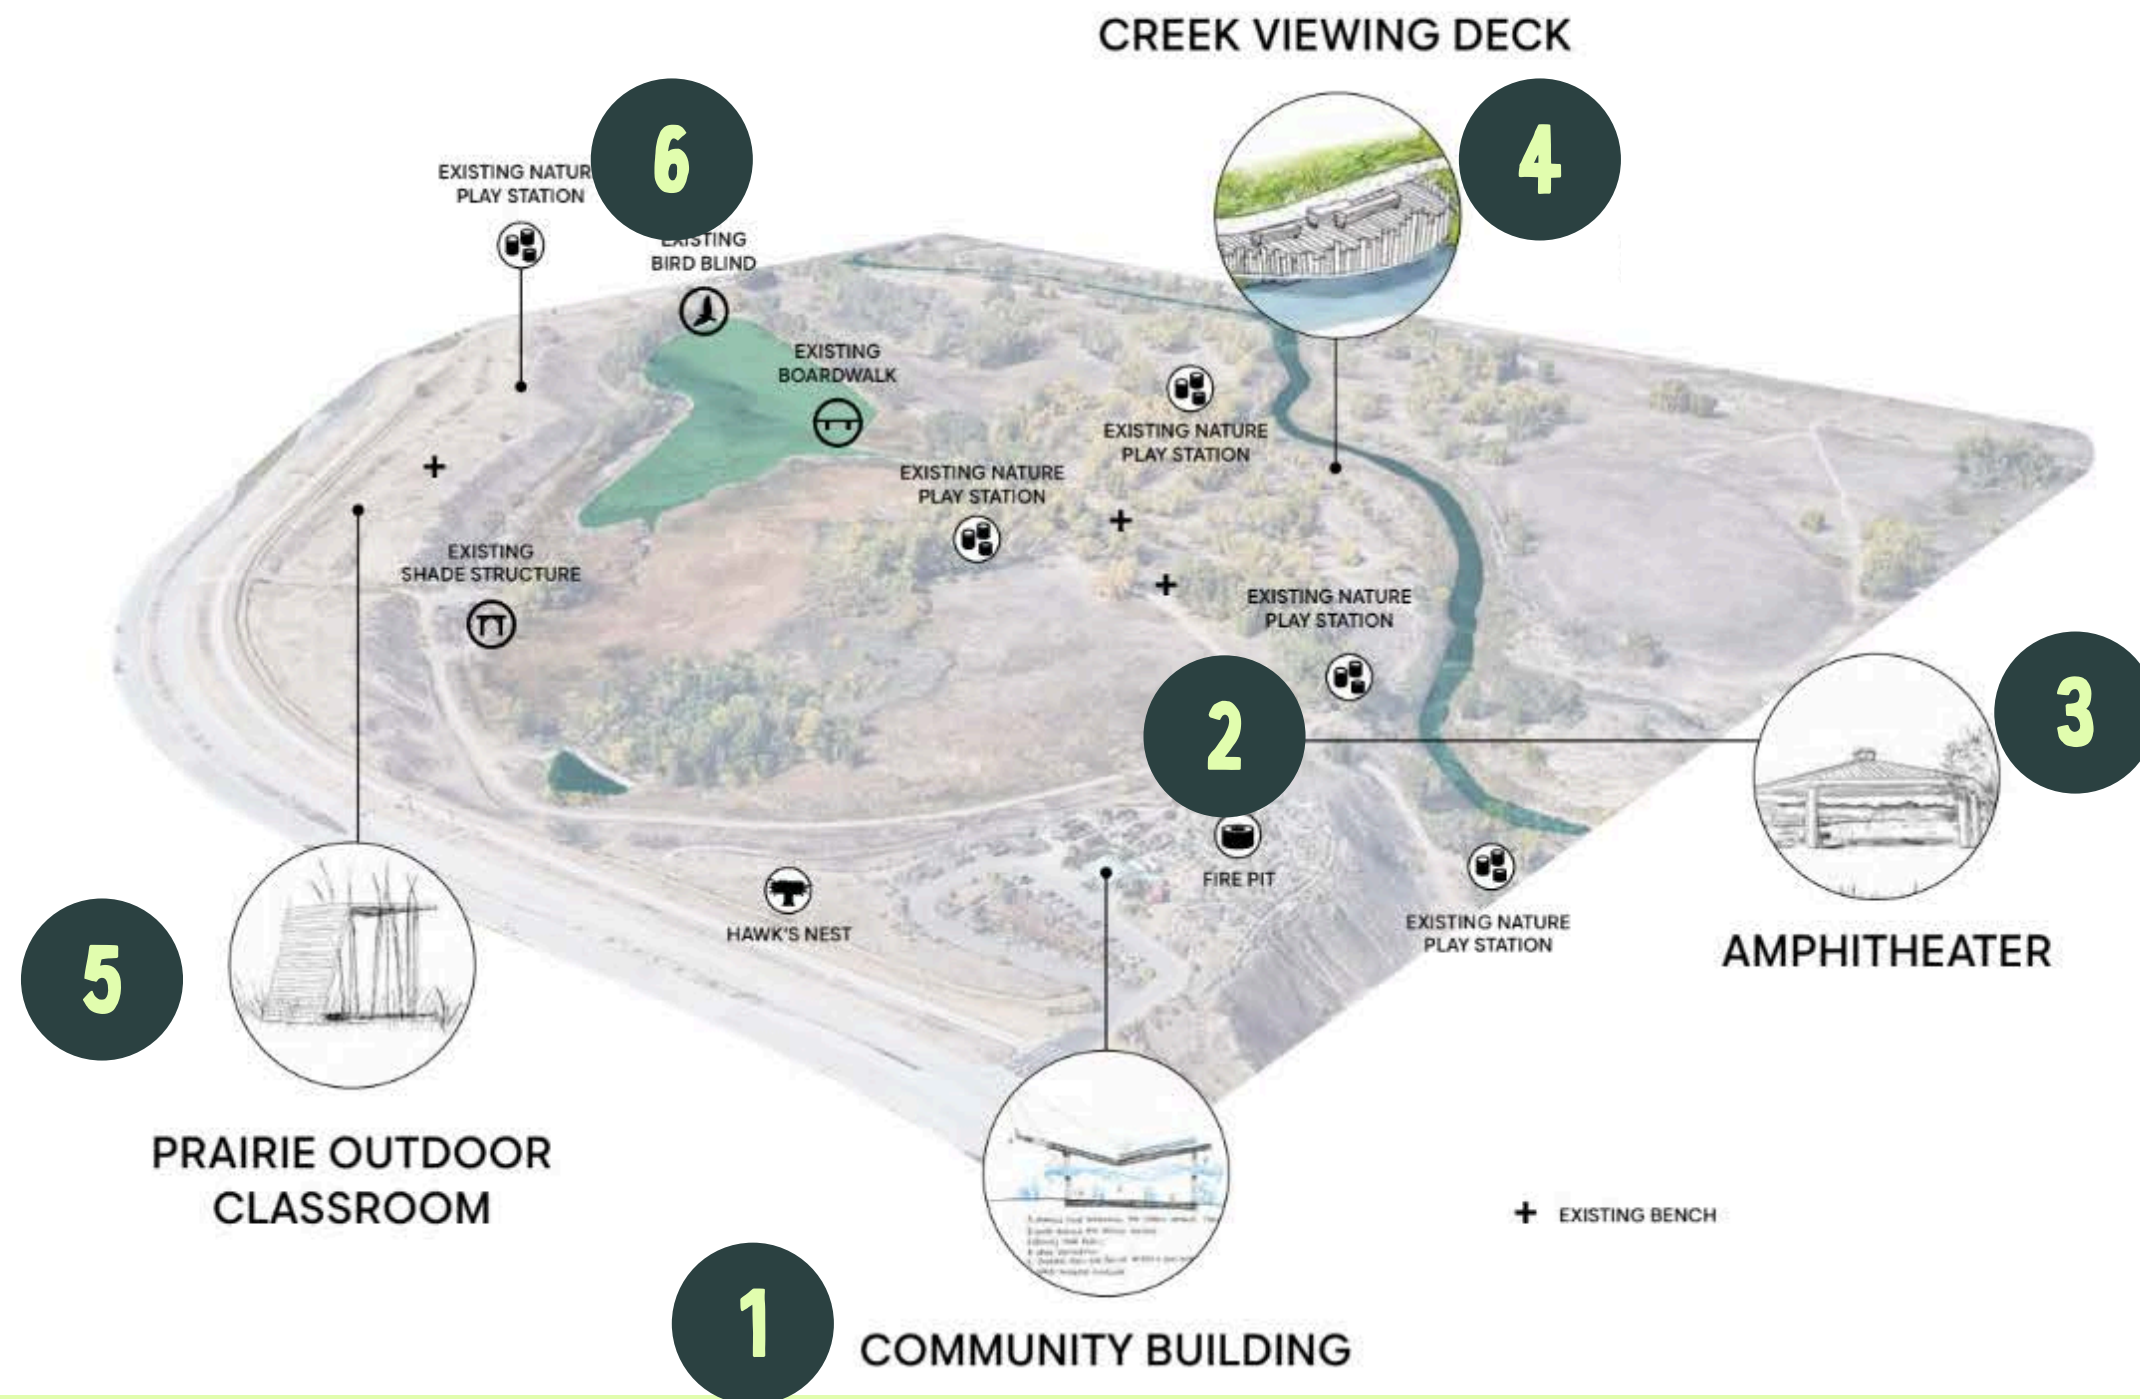 CREEK VIEWING DECK
6
4
EXISTING
PLAY STATION
EXISTING
BIRD BLIND
EXISTING
BOARDWALK
EXISTING NATURE
PLAY STATION
EXISTING NATURE
PLAY STATION
EXISTING
SHADE STRUCTURE
EXISTING NATURE
PLAY STATION
2
3
FIRE PIT
HAWK'S NEST
EXISTING NATURE
PLAY STATION
AMPHITHEATER
5
PRAIRIE OUTDOOR
CLASSROOM
+ EXISTING BENCH
1
COMMUNITY BUILDING